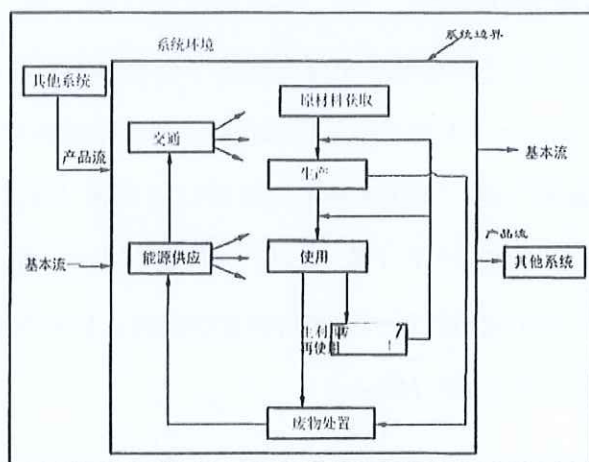 系统环境
系统边界
其他系统
原材料获取
交通
产品流
基本流
生产
产品流
基本流
能源供应
使用
其他系统
再使用
废物处置